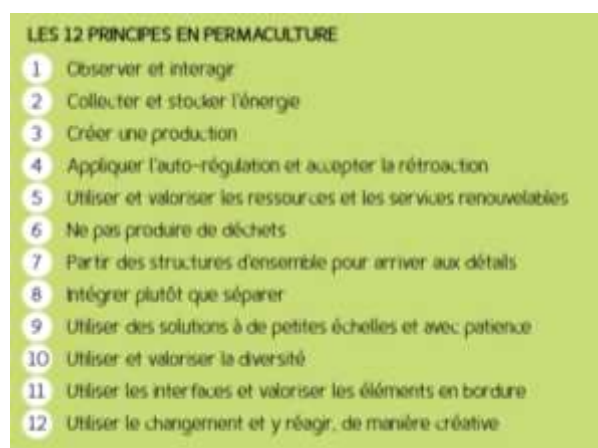 LES 12 PRINCIPES EN PERMACULTURE
1 Observer et interagir
2 Collecter et stocker l'énergie
3 Créer une production
4 Appliquer l'auto-régulation et accepter la rétroaction
5 Utiliser et valoriser les ressources et les services renouvelables
6 Ne pas produire de déchets
7 Partir des structures d'ensemble pour arriver aux détails
8 Intégrer plutôt que séparer
9 Utiliser des solutions à de petites échelles et avec patience
10 Utiliser et valoriser la diversité
11 Utiliser les interfaces et valoriser les éléments en bordure
12 Utiliser le changement et y réagir, de manière créative